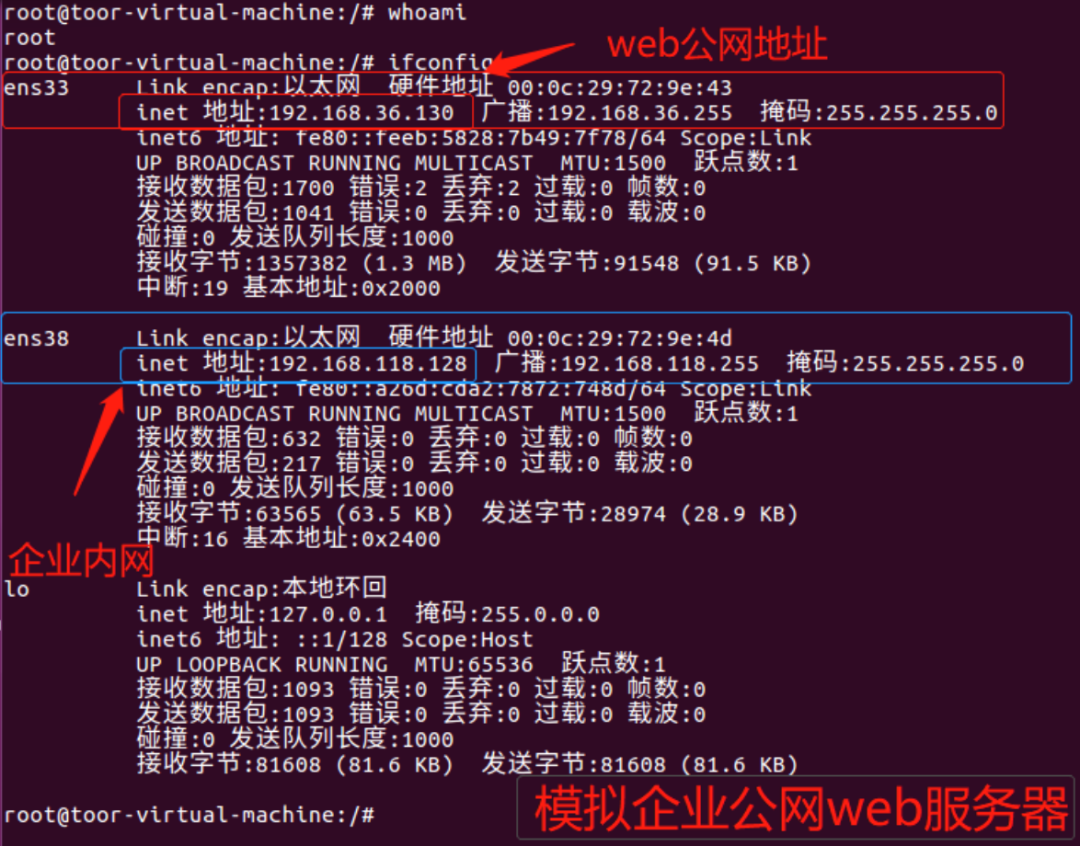 root@toor-virtual-machine:/# whoami
root
root@toor-virtual-machine:/# ifconfig
web公网地址
ens33 Link encap:以太网 硬件地址 00:0c:29:72:9e:43
inet 地址:192.168.36.130 广播:192.168.36.255 掩码:255.255.255.0
inet6 地址: fe80::feeb:5828:7b49:7f78/64 Scope:Link
UP BROADCAST RUNNING MULTICAST MTU:1500 跃点数:1
接收数据包:1700 错误:2 丢弃:2 过载:0 帧数:0
发送数据包:1041 错误:0 丢弃:0 过载:0 载波:0
碰撞:0 发送队列长度:1000
接收字节:1357382 (1.3 MB) 发送字节:91548 (91.5 KB)
中断:19 基本地址:0x2000
ens38 Link encap:以太网 硬件地址 00:0c:29:72:9e:4d
inet 地址:192.168.118.128 广播:192.168.118.255 掩码:255.255.255.0
inet6 地址: fe80::a26d:cda2:7872:748d/64 Scope:Link
UP BROADCAST RUNNING MULTICAST MTU:1500 跃点数:1
接收数据包:632 错误:0 丢弃:0 过载:0 帧数:0
发送数据包:217 错误:0 丢弃:0 过载:0 载波:0
碰撞:0 发送队列长度:1000
接收字节:63565 (63.5 KB) 发送字节:28974 (28.9 KB)
中断:16 基本地址:0x2400
企业内网
lo Link encap:本地环回
inet 地址:127.0.0.1 掩码:255.0.0.0
inet6 地址: ::1/128 Scope:Host
UP LOOPBACK RUNNING MTU:65536 跃点数:1
接收数据包:1093 错误:0 丢弃:0 过载:0 帧数:0
发送数据包:1093 错误:0 丢弃:0 过载:0 载波:0
碰撞:0 发送队列长度:1000
接收字节:81608 (81.6 KB) 发送字节:81608 (81.6 KB)
root@toor-virtual-machine:/#
模拟企业公网web服务器